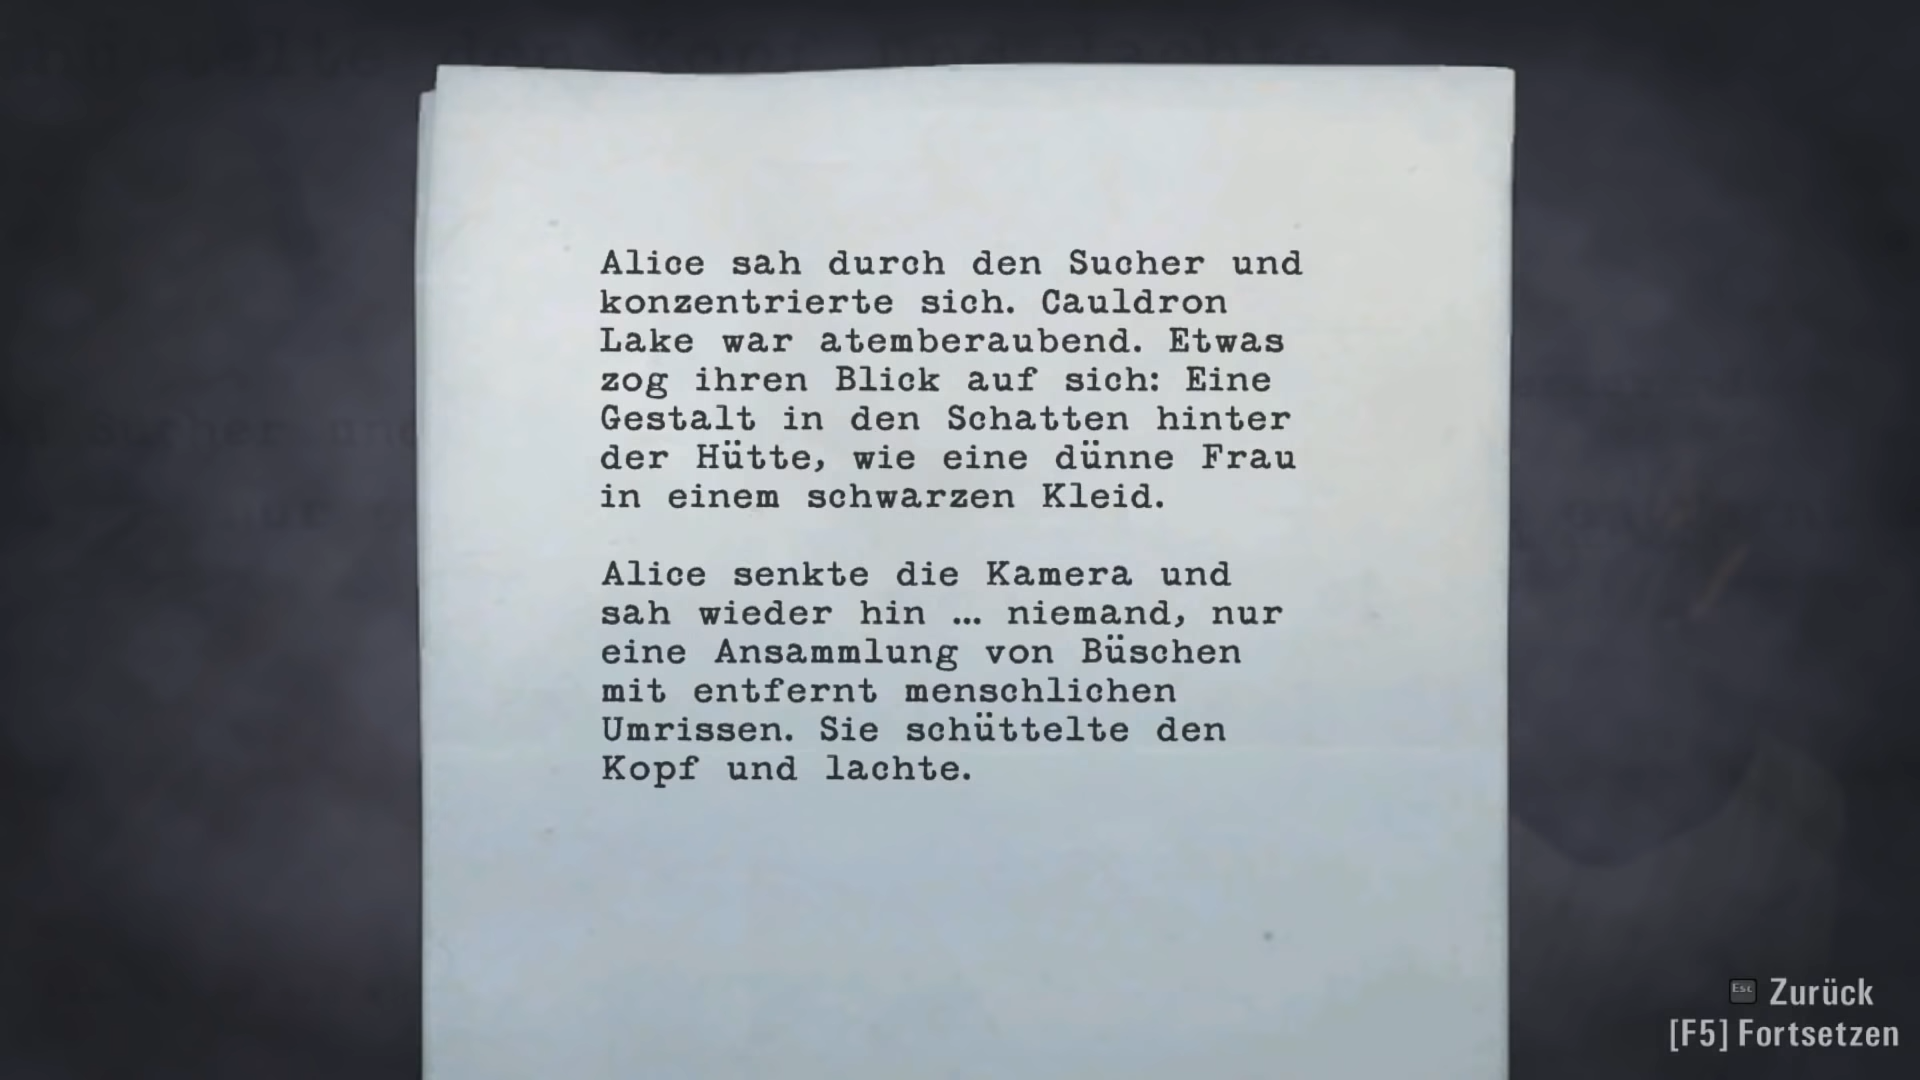 Alice sah durch den Sucher und
konzentrierte sich. Cauldron
Lake war atemberaubend. Etwas
zog ihren Blick auf sich: Eine
Gestalt in den Schatten hinter
der Hütte, wie eine dünne Frau
in einem schwarzen Kleid.
Alice senkte die Kamera und
sah wieder hin … niemand, nur
eine Ansammlung von Büschen
mit entfernt menschlichen
Umrissen. Sie schüttelte den
Kopf und lachte.
Esc Zurück
[F5] Fortsetzen